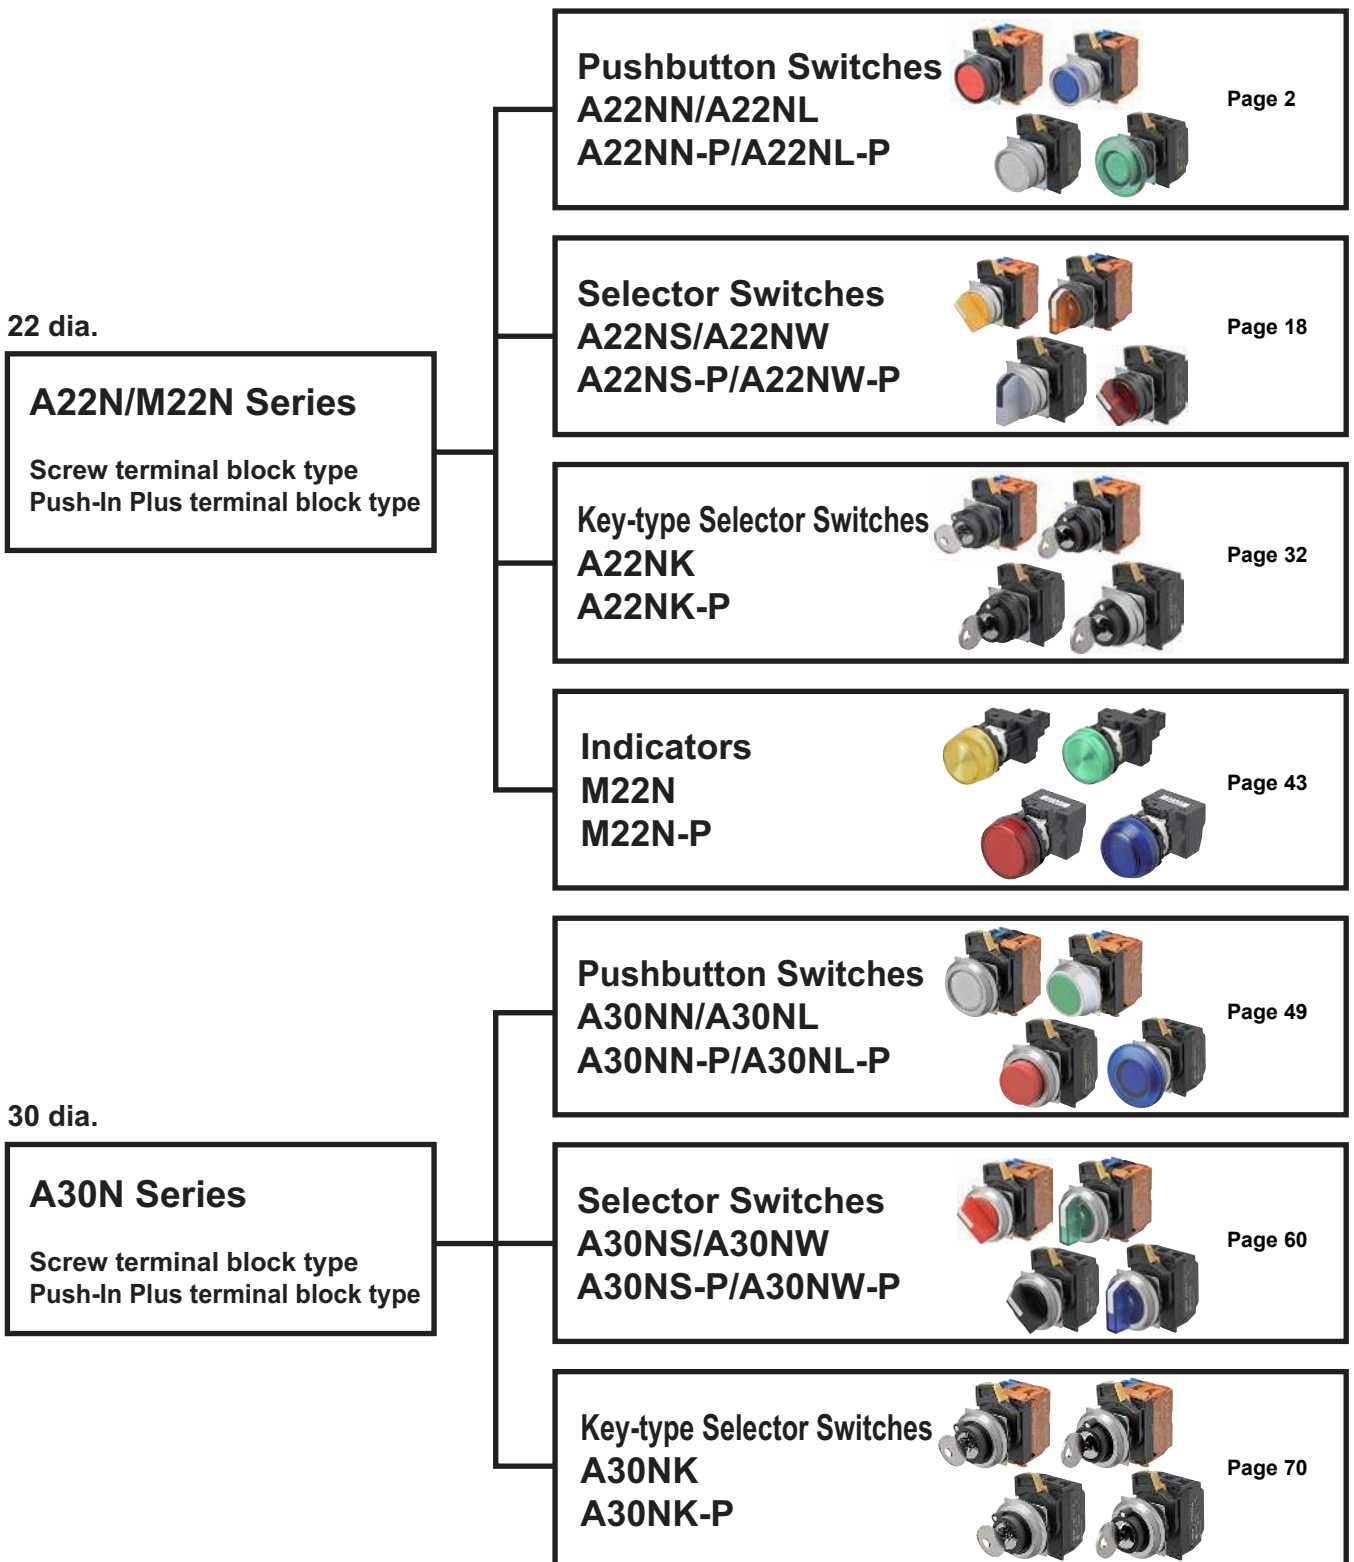 22 dia.
A22N/M22N Series
Screw terminal block type
Push-In Plus terminal block type
Pushbutton Switches
A22NN/A22NL
A22NN-P/A22NL-P
Page 2
Selector Switches
A22NS/A22NW
A22NS-P/A22NW-P
Page 18
Key-type Selector Switches
A22NK
A22NK-P
Page 32
Indicators
M22N
M22N-P
Page 43
30 dia.
A30N Series
Screw terminal block type
Push-In Plus terminal block type
Pushbutton Switches
A30NN/A30NL
A30NN-P/A30NL-P
Page 49
Selector Switches
A30NS/A30NW
A30NS-P/A30NW-P
Page 60
Key-type Selector Switches
A30NK
A30NK-P
Page 70